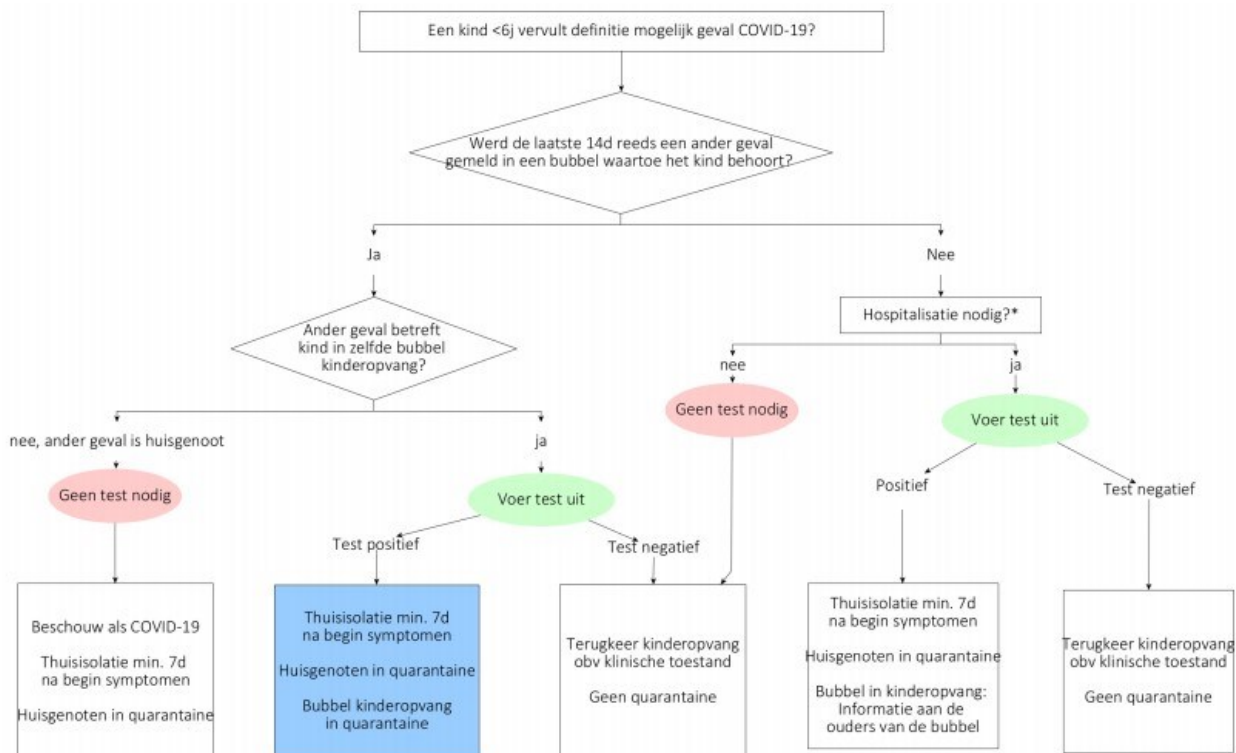 Een kind <6j vervult definitie mogelijk geval COVID-19?
Werd de laatste 14d reeds een ander geval
gemeld in een bubbel waartoe het kind behoort?
Ja
Nee
Ander geval betreft
kind in zelfde bubbel
kinderopvang?
Hospitalisatie nodig?*
nee
ja
Geen test nodig
Voer test uit
nee, ander geval is huisgenoot
ja
Geen test nodig
Voer test uit
Positief
Test negatief
Test positief
Test negatief
Beschouw als COVID-19
Thuisisolatie min. 7d
na begin symptomen
Huisgenoten in quarantaine
Thuisisolatie min. 7d
na begin symptomen
Huisgenoten in quarantaine
Bubbel kinderopvang
in quarantaine
Terugkeer kinderopvang
obv klinische toestand
Geen quarantaine
Thuisisolatie min. 7d
na begin symptomen
Huisgenoten in quarantaine
Bubbel in kinderopvang:
Informatie aan de
ouders van de bubbel
Terugkeer kinderopvang
obv klinische toestand
Geen quarantaine